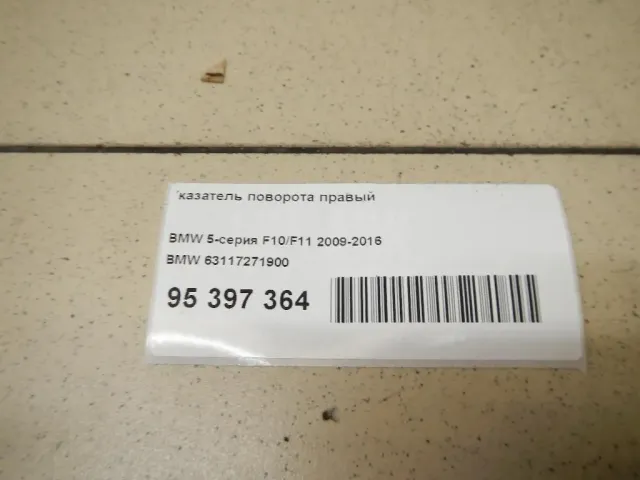 казатель поворота правый
BMW 5-серия F10/F11 2009-2016
BMW 63117271900
95 397 364